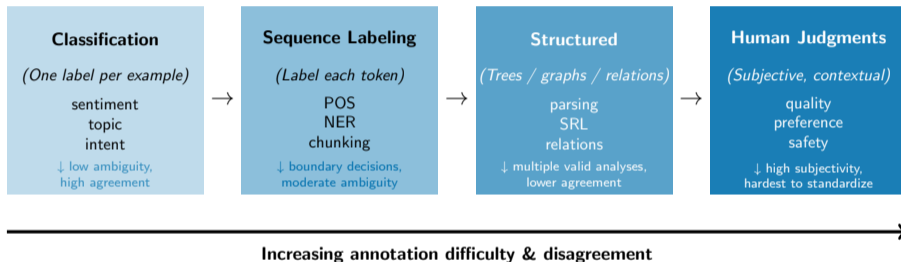 Classification
(One label per example)
sentiment
topic
intent
↓ low ambiguity,
high agreement
→
Sequence Labeling
(Label each token)
POS
NER
chunking
↓ boundary decisions,
moderate ambiguity
→
Structured
(Trees / graphs / relations)
parsing
SRL
relations
↓ multiple valid analyses,
lower agreement
→
Human Judgments
(Subjective, contextual)
quality
preference
safety
↓ high subjectivity,
hardest to standardize
Increasing annotation difficulty & disagreement